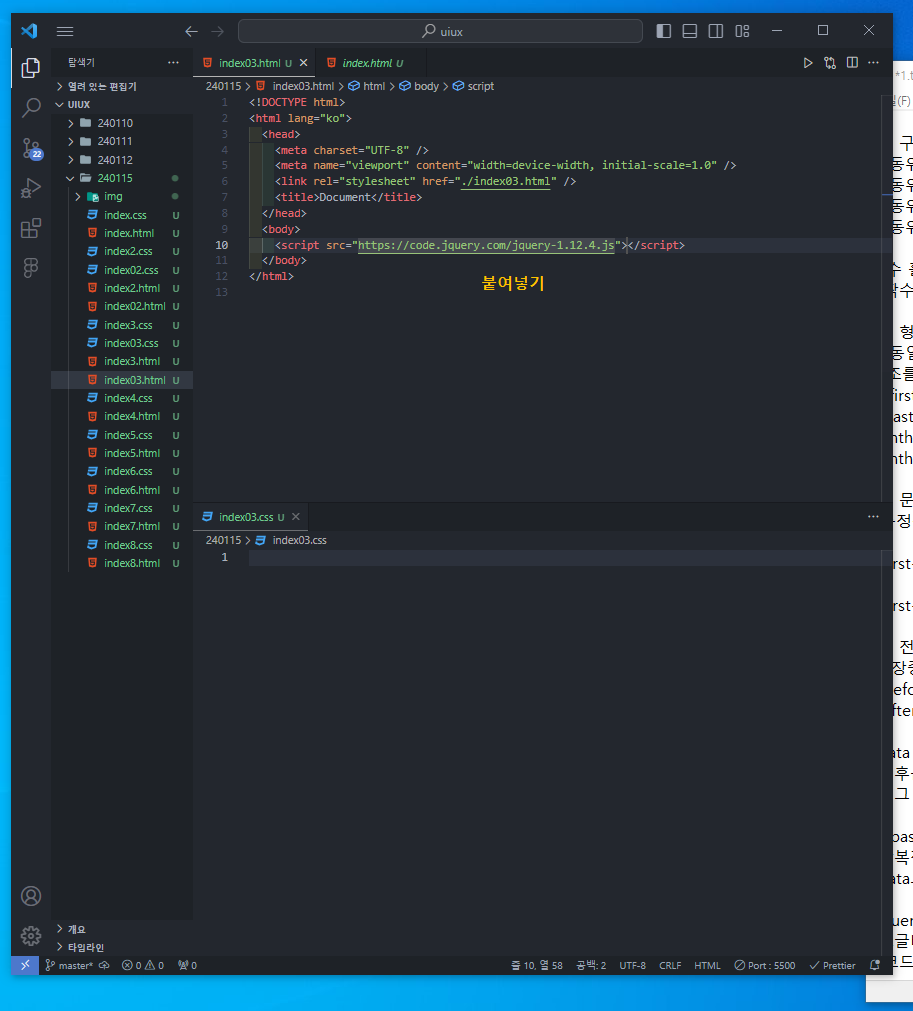 uiux
탐색기
index03.html U
index.html U
열려 있는 편집기
UIUX
240110
240111
240112
240115
img
index.css U
index.html U
index2.css U
index02.css U
index2.html U
index02.html U
index3.css U
index03.css U
index3.html U
index03.html U
index4.css U
index4.html U
index5.css U
index5.html U
index6.css U
index6.html U
index7.css U
index7.html U
index8.css U
index8.html U
개요
타임라인
22
240115 > index03.html > html > body > script
1 <!DOCTYPE html>
2 <html lang="ko">
3 <head>
4 <meta charset="UTF-8" />
5 <meta name="viewport" content="width=device-width, initial-scale=1.0" />
6 <link rel="stylesheet" href="./index03.html" />
7 <title>Document</title>
8 </head>
9 <body>
10 <script src="https://code.jquery.com/jquery-1.12.4.js"></script>
11 </body>
12 </html>
13
붙여넣기
index03.css U
240115 > index03.css
1
master* 0 0 0 줄 10, 열 58 공백: 2 UTF-8 CRLF HTML Port : 5500 Prettier
*1.t
(F)
구